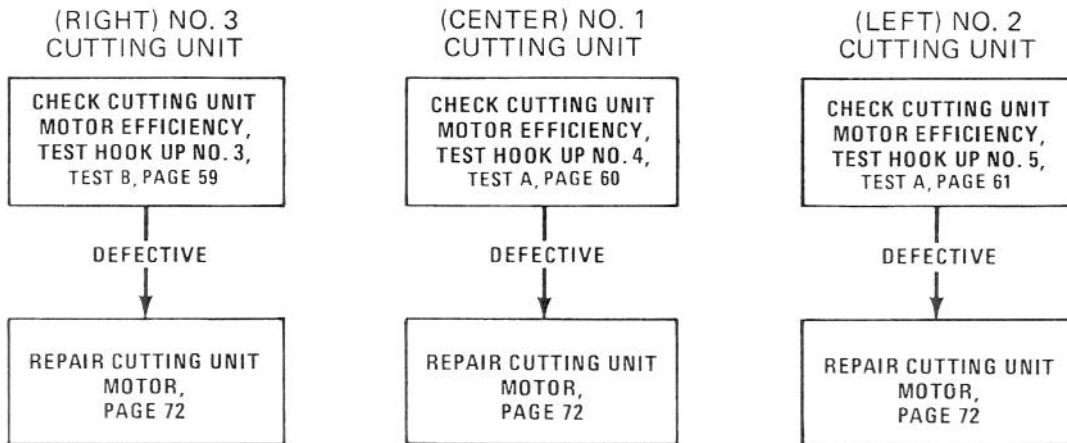 (RIGHT) NO. 3
CUTTING UNIT
CHECK CUTTING UNIT
MOTOR EFFICIENCY,
TEST HOOK UP NO. 3,
TEST B, PAGE 59
DEFECTIVE
REPAIR CUTTING UNIT
MOTOR,
PAGE 72
(CENTER) NO. 1
CUTTING UNIT
CHECK CUTTING UNIT
MOTOR EFFICIENCY,
TEST HOOK UP NO. 4,
TEST A, PAGE 60
DEFECTIVE
REPAIR CUTTING UNIT
MOTOR,
PAGE 72
(LEFT) NO. 2
CUTTING UNIT
CHECK CUTTING UNIT
MOTOR EFFICIENCY,
TEST HOOK UP NO. 5,
TEST A, PAGE 61
DEFECTIVE
REPAIR CUTTING UNIT
MOTOR,
PAGE 72